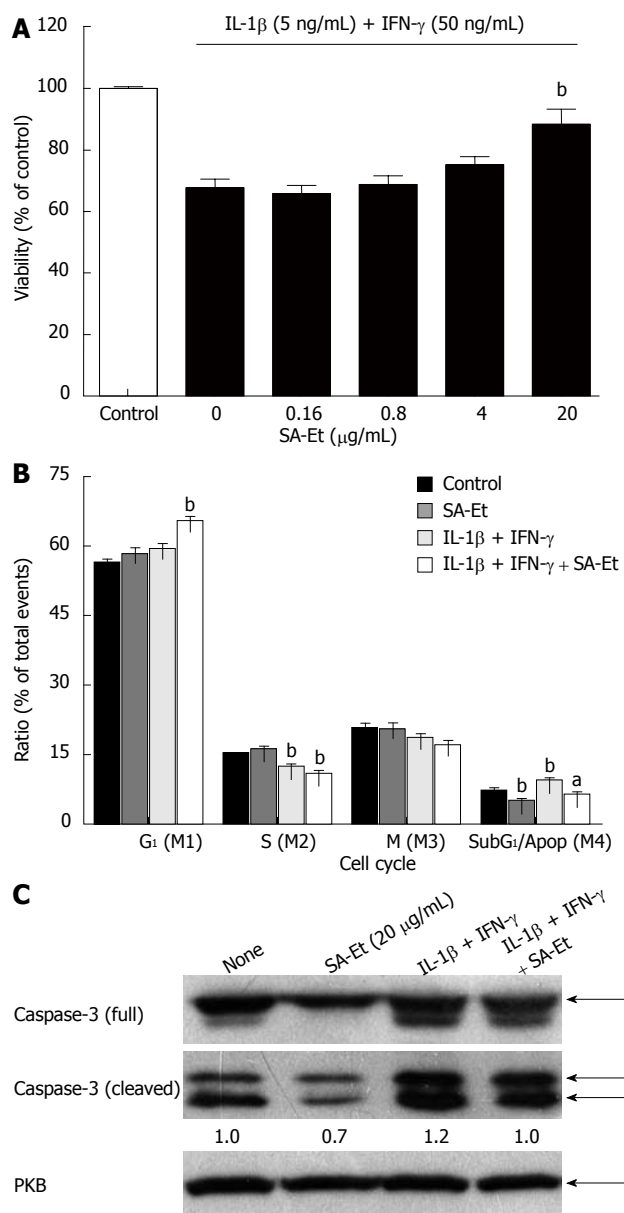 A
IL-1β (5 ng/mL) + IFN-γ (50 ng/mL)
120
100
80
60
40
20
0
Viability (% of control)
b
Control 0 0.16 0.8 4 20
SA-Et (μg/mL)
B
75
60
45
30
15
0
Ratio (% of total events)
Control
SA-Et
IL-1β + IFN-γ
IL-1β + IFN-γ + SA-Et
b
b b
b b a
G1 (M1) S (M2) M (M3) SubG1/Apop (M4)
Cell cycle
C
None
SA-Et (20 μg/mL)
IL-1β + IFN-γ
IL-1β + IFN-γ
+ SA-Et
Caspase-3 (full)
Caspase-3 (cleaved)
1.0 0.7 1.2 1.0
PKB